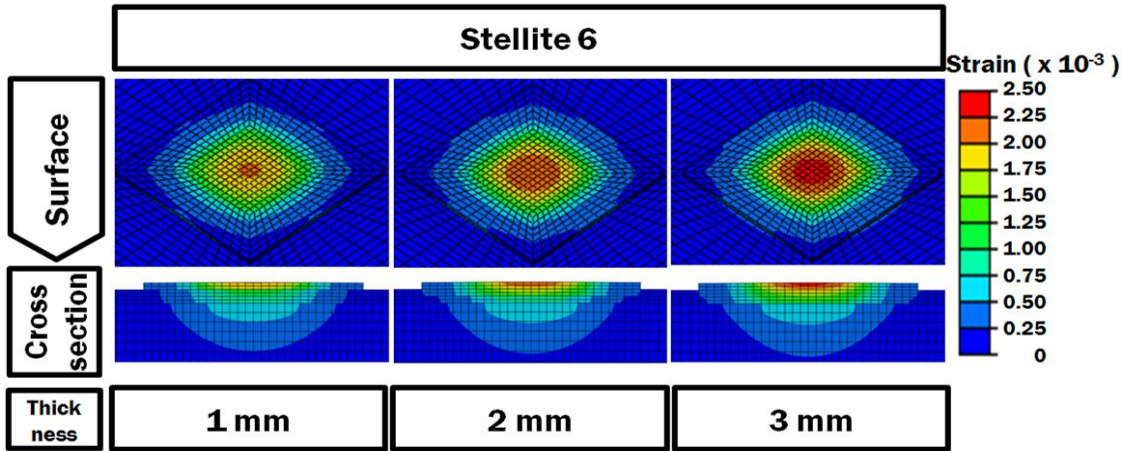 Stellite 6
Strain ( x 10-3 )
2.50
2.25
2.00
1.75
1.50
1.25
1.00
0.75
0.50
0.25
0
Surface
Cross
section
Thick
ness
1 mm
2 mm
3 mm